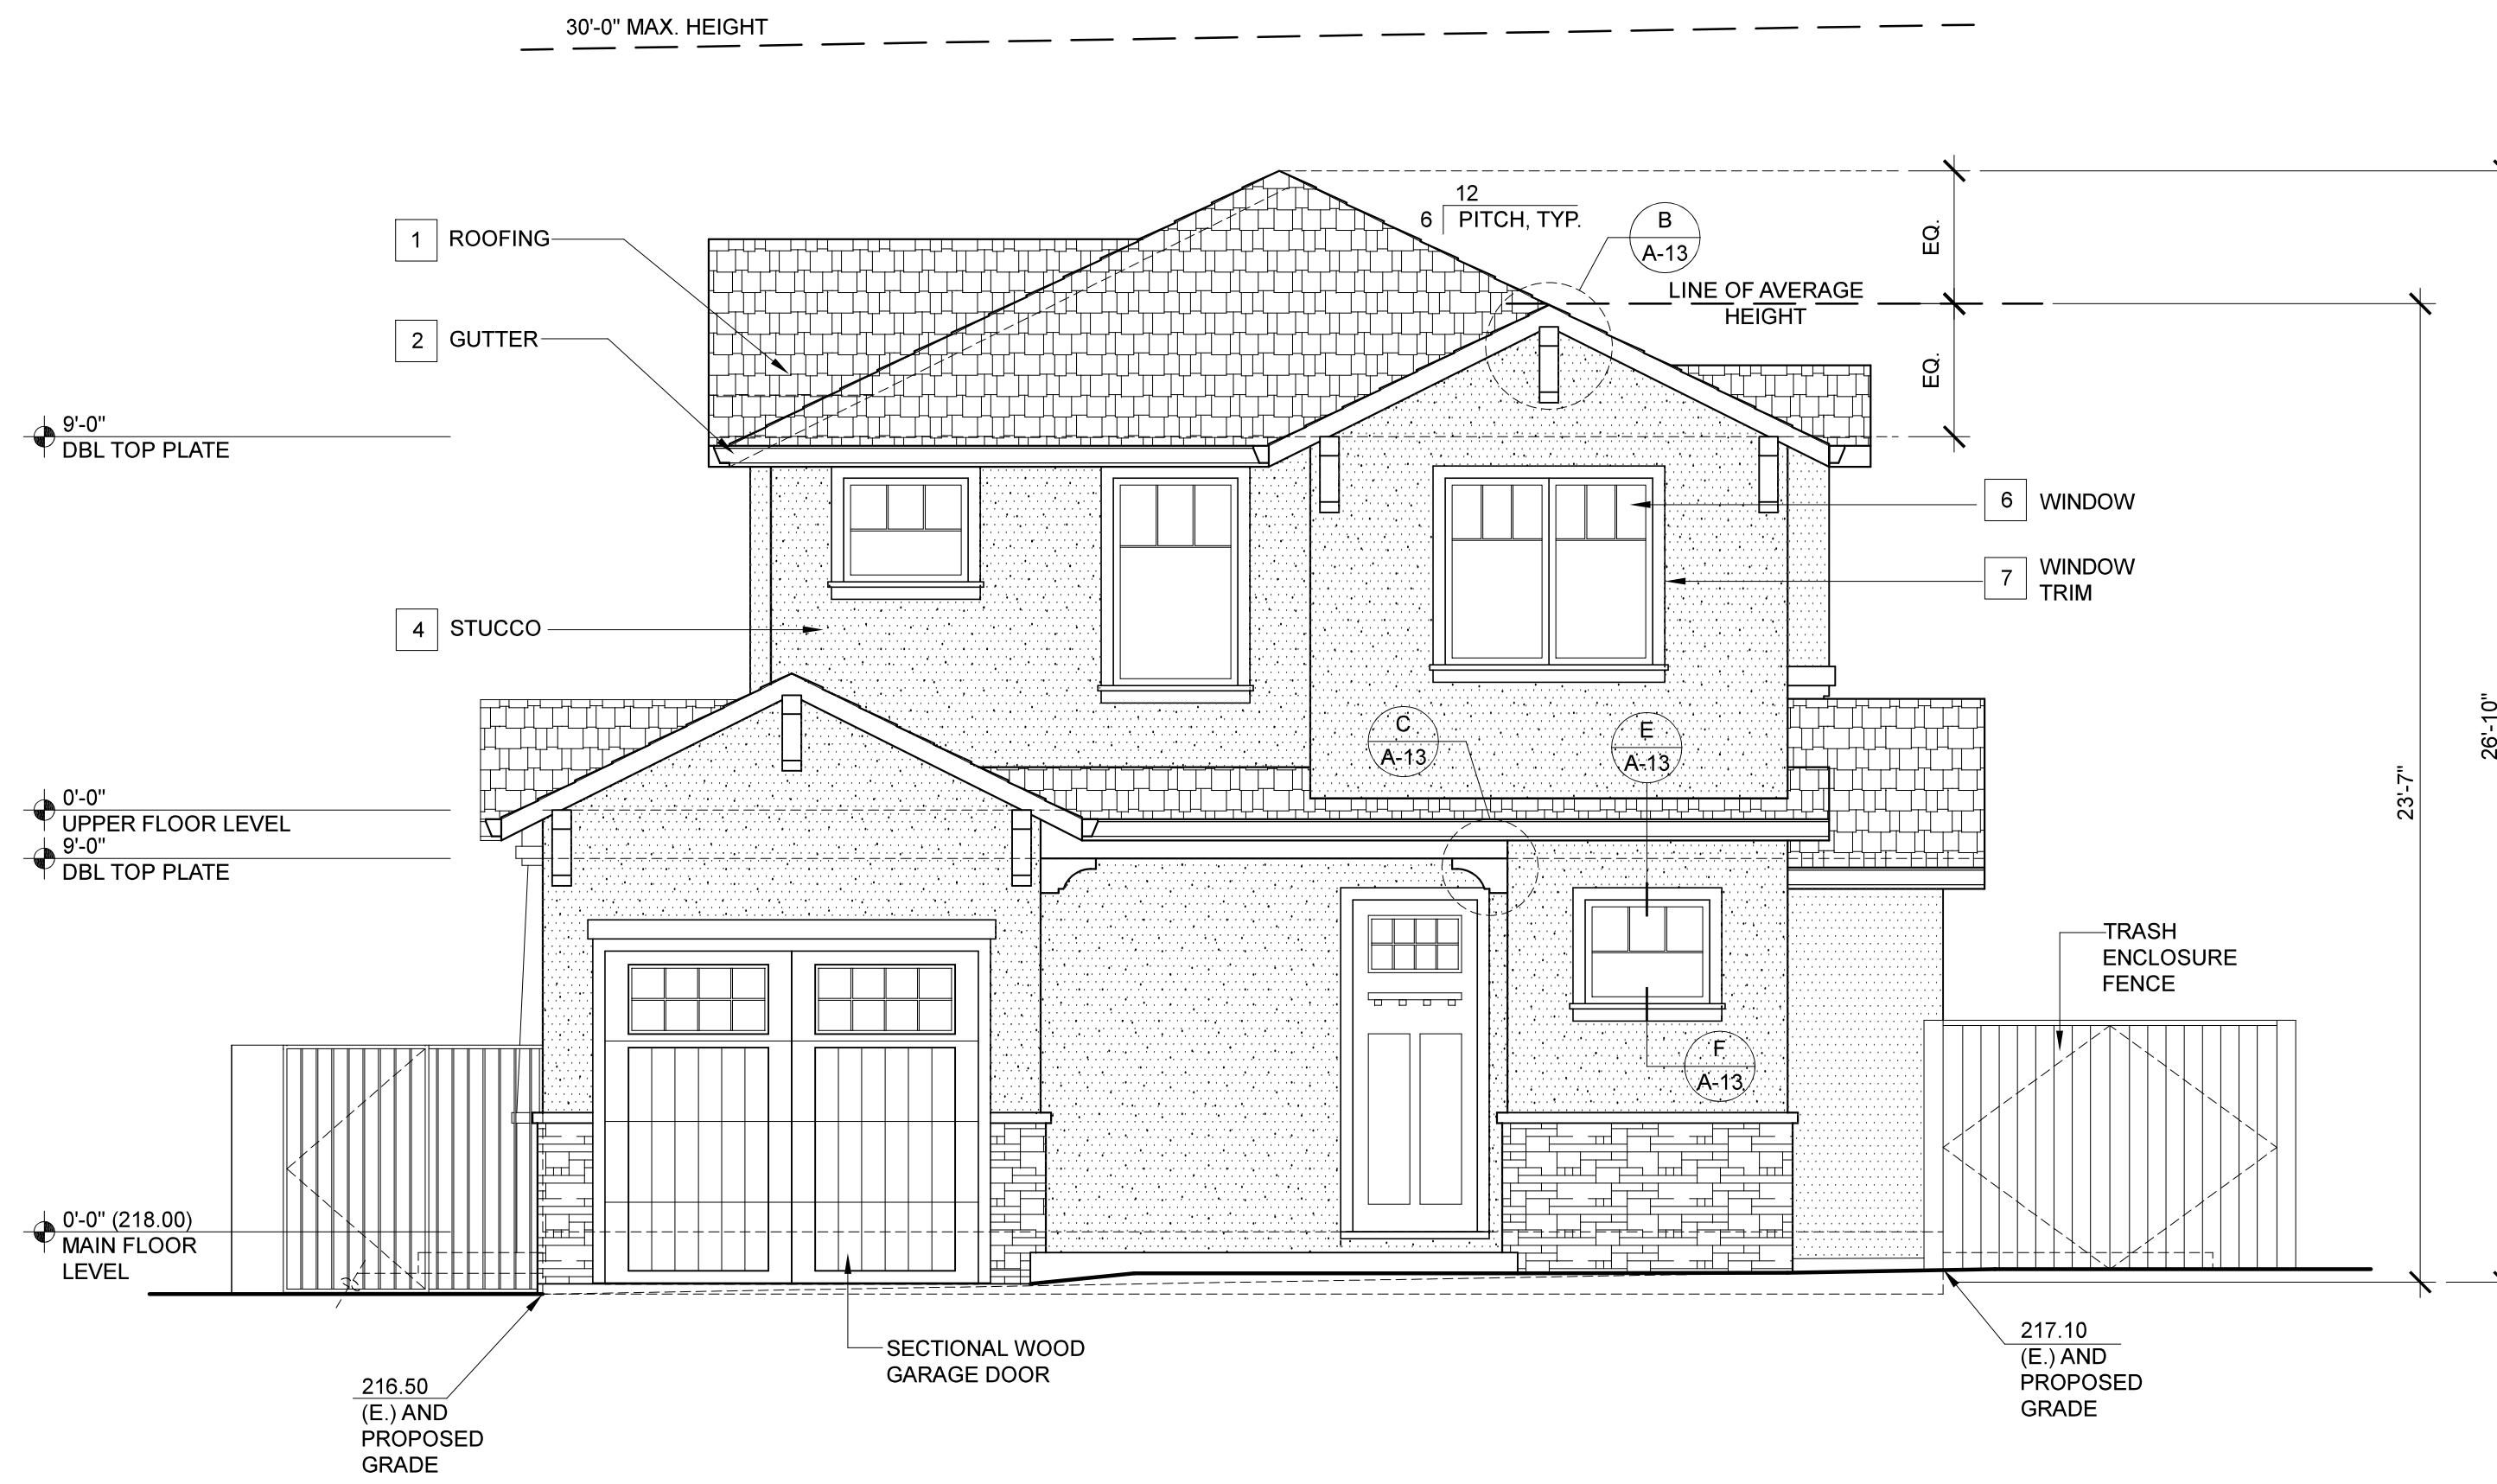 30'-0" MAX. HEIGHT
12
6 PITCH, TYP.
B
A-13
EQ.
1 ROOFING
LINE OF AVERAGE
HEIGHT
2 GUTTER
EQ.
9'-0"
DBL TOP PLATE
6 WINDOW
7 WINDOW
TRIM
4 STUCCO
C
A-13
E
A-13
26'-10"
23'-7"
0'-0"
UPPER FLOOR LEVEL
9'-0"
DBL TOP PLATE
TRASH
ENCLOSURE
FENCE
F
A-13
0'-0" (218.00)
MAIN FLOOR
LEVEL
SECTIONAL WOOD
GARAGE DOOR
217.10
(E.) AND
PROPOSED
GRADE
216.50
(E.) AND
PROPOSED
GRADE